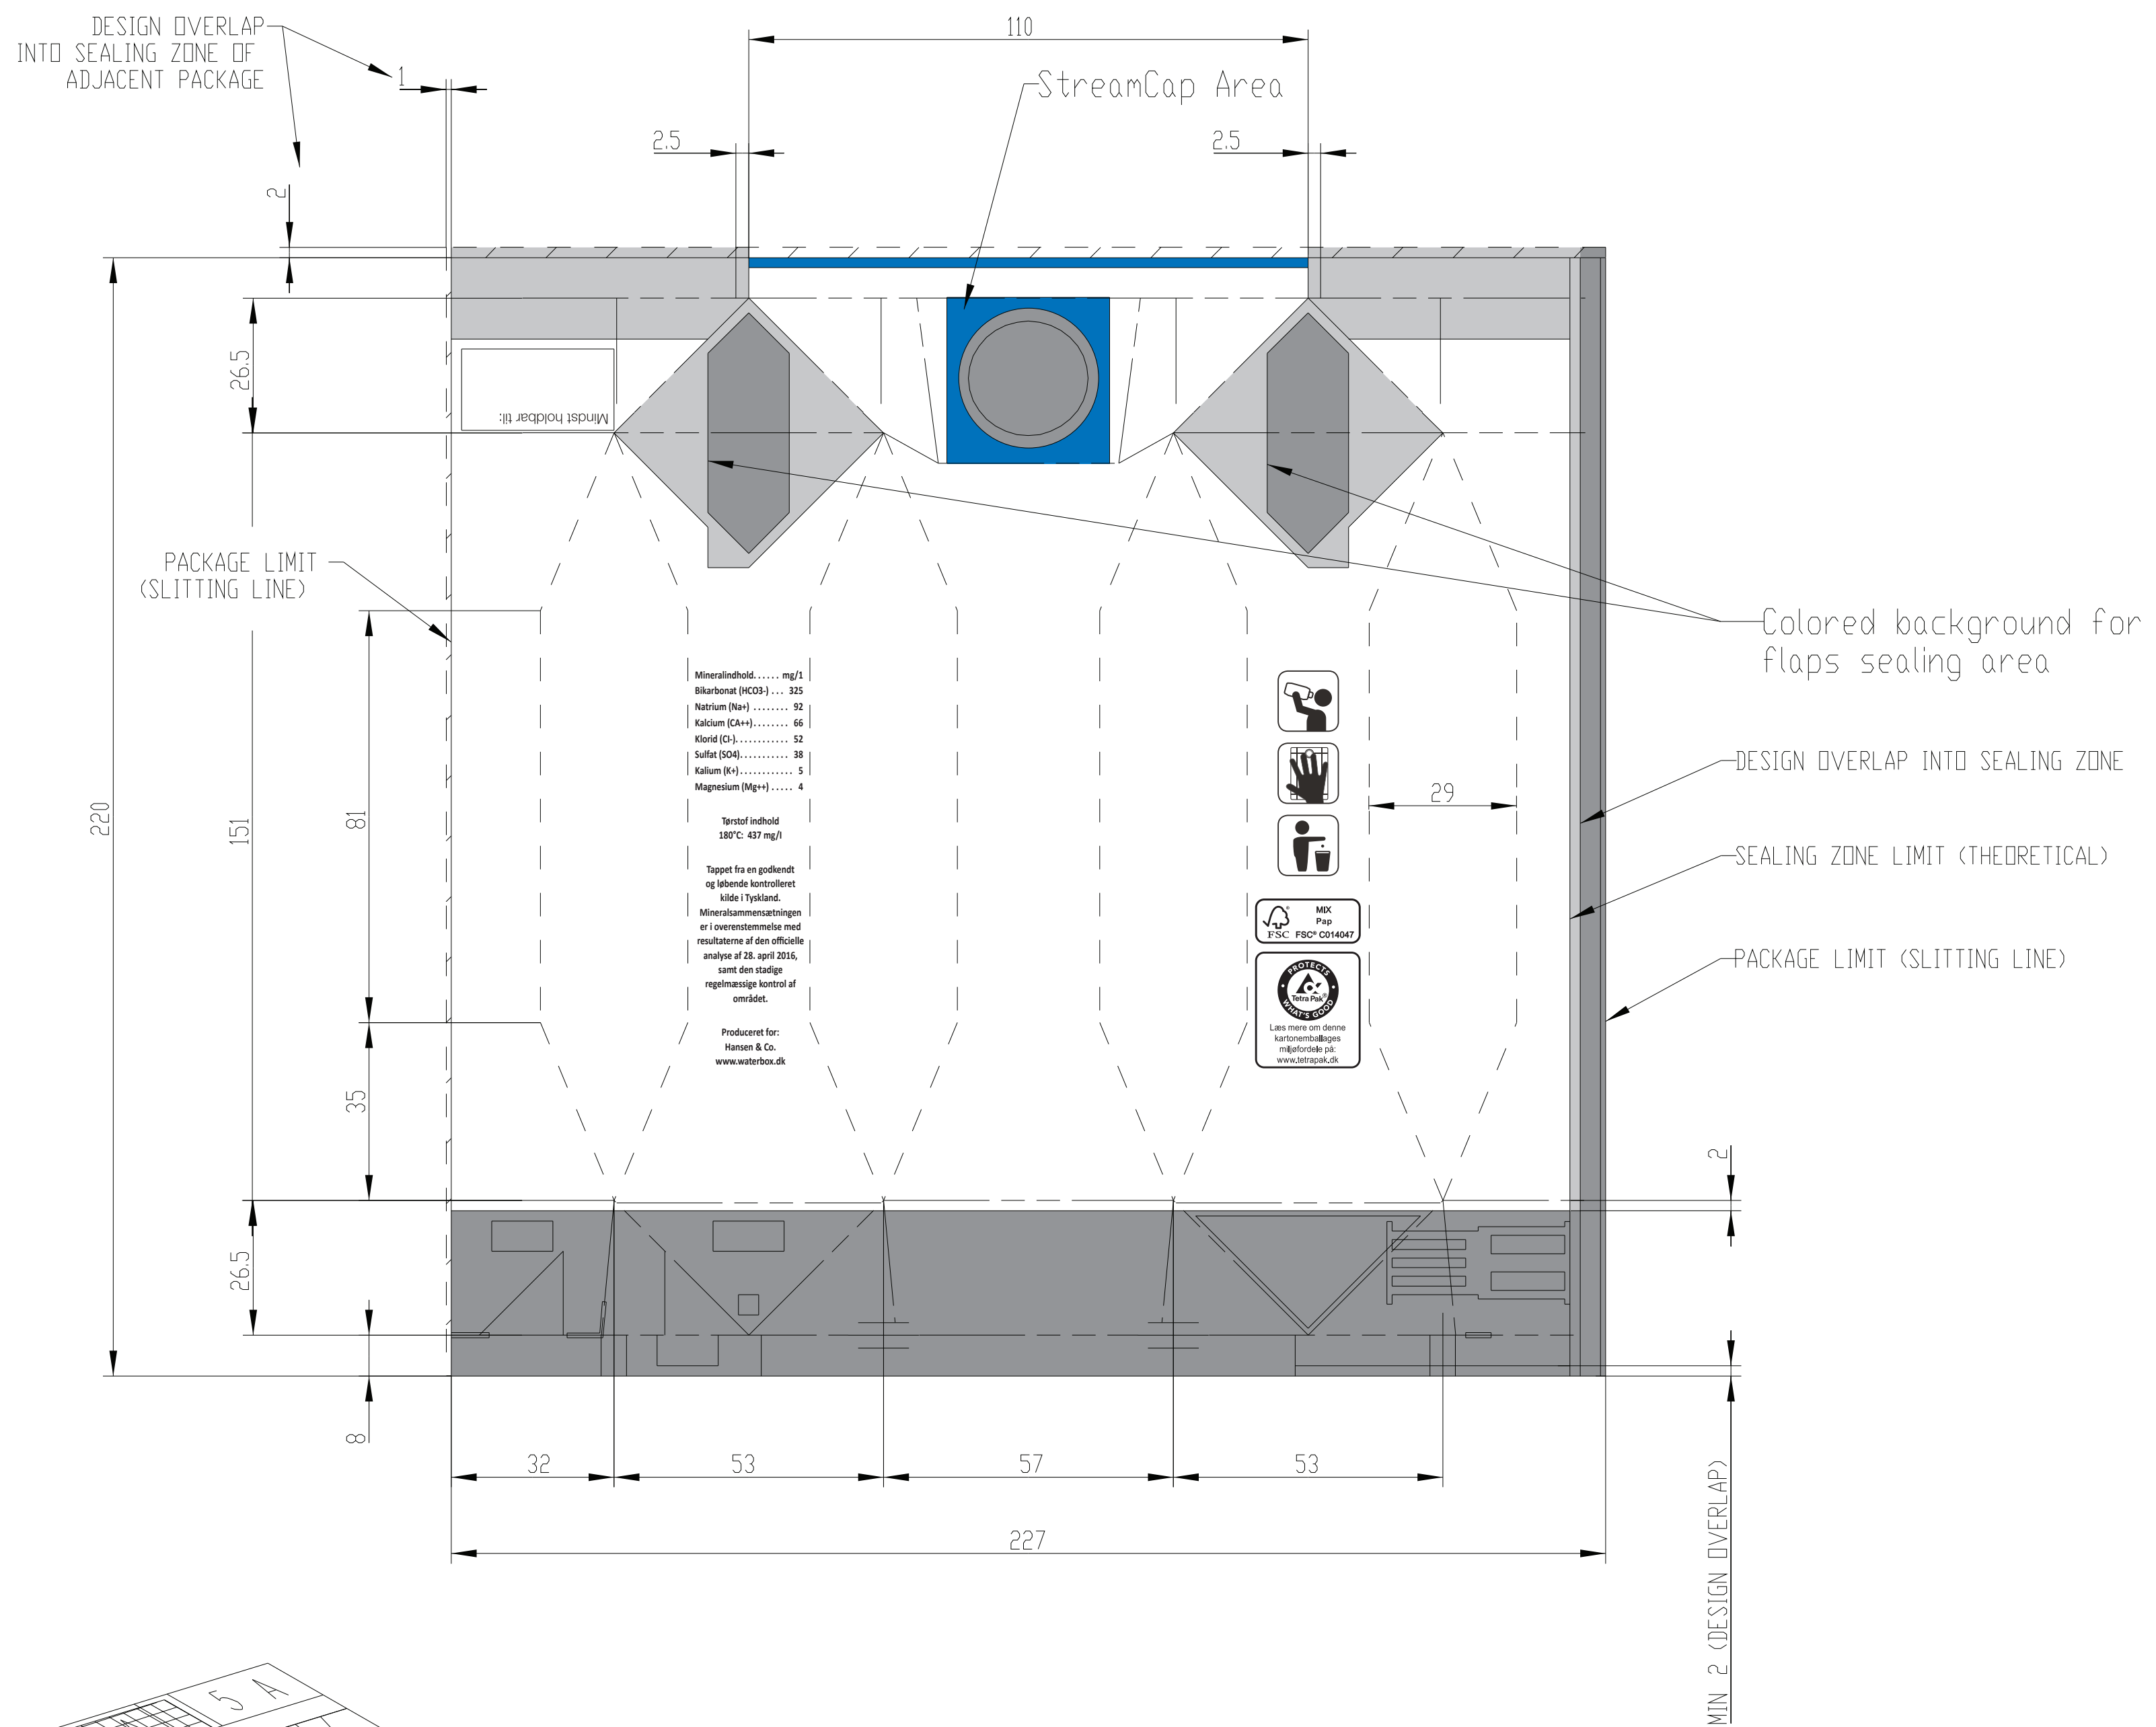 DESIGN OVERLAP
INTO SEALING ZONE OF
ADJACENT PACKAGE
1
110
StreamCap Area
2.5
2.5
2
26.5
Mindst holdbar til:
PACKAGE LIMIT
(SLITTING LINE)
Colored background for
flaps sealing area
Mineralindhold...... mg/1
Bikarbonat (HCO3-) ... 325
Natrium (Na+) ........ 92
Kalcium (CA++)........ 66
Klorid (Cl-)............ 52
Sulfat (SO4)........... 38
Kalium (K+)............ 5
Magnesium (Mg++) ..... 4
Tørstof indhold
180°C: 437 mg/l
Tappet fra en godkendt
og løbende kontrolleret
kilde i Tyskland.
Mineralsammensætningen
er i overenstemmelse med
resultaterne af den officielle
analyse af 28. april 2016,
samt den stadige
regelmæssige kontrol af
området.
Produceret for:
Hansen & Co.
www.waterbox.dk
DESIGN OVERLAP INTO SEALING ZONE
29
220
151
81
SEALING ZONE LIMIT (THEORETICAL)
MIX
Pap
FSC FSC® C014047
PACKAGE LIMIT (SLITTING LINE)
PROTECTS
Tetra Pak®
WHAT'S GOOD
Læs mere om denne
kartonemballages
miljøfordele på:
www.tetrapak.dk
35
2
26.5
8
32
53
57
53
227
MIN 2 (DESIGN OVERLAP)
5 A